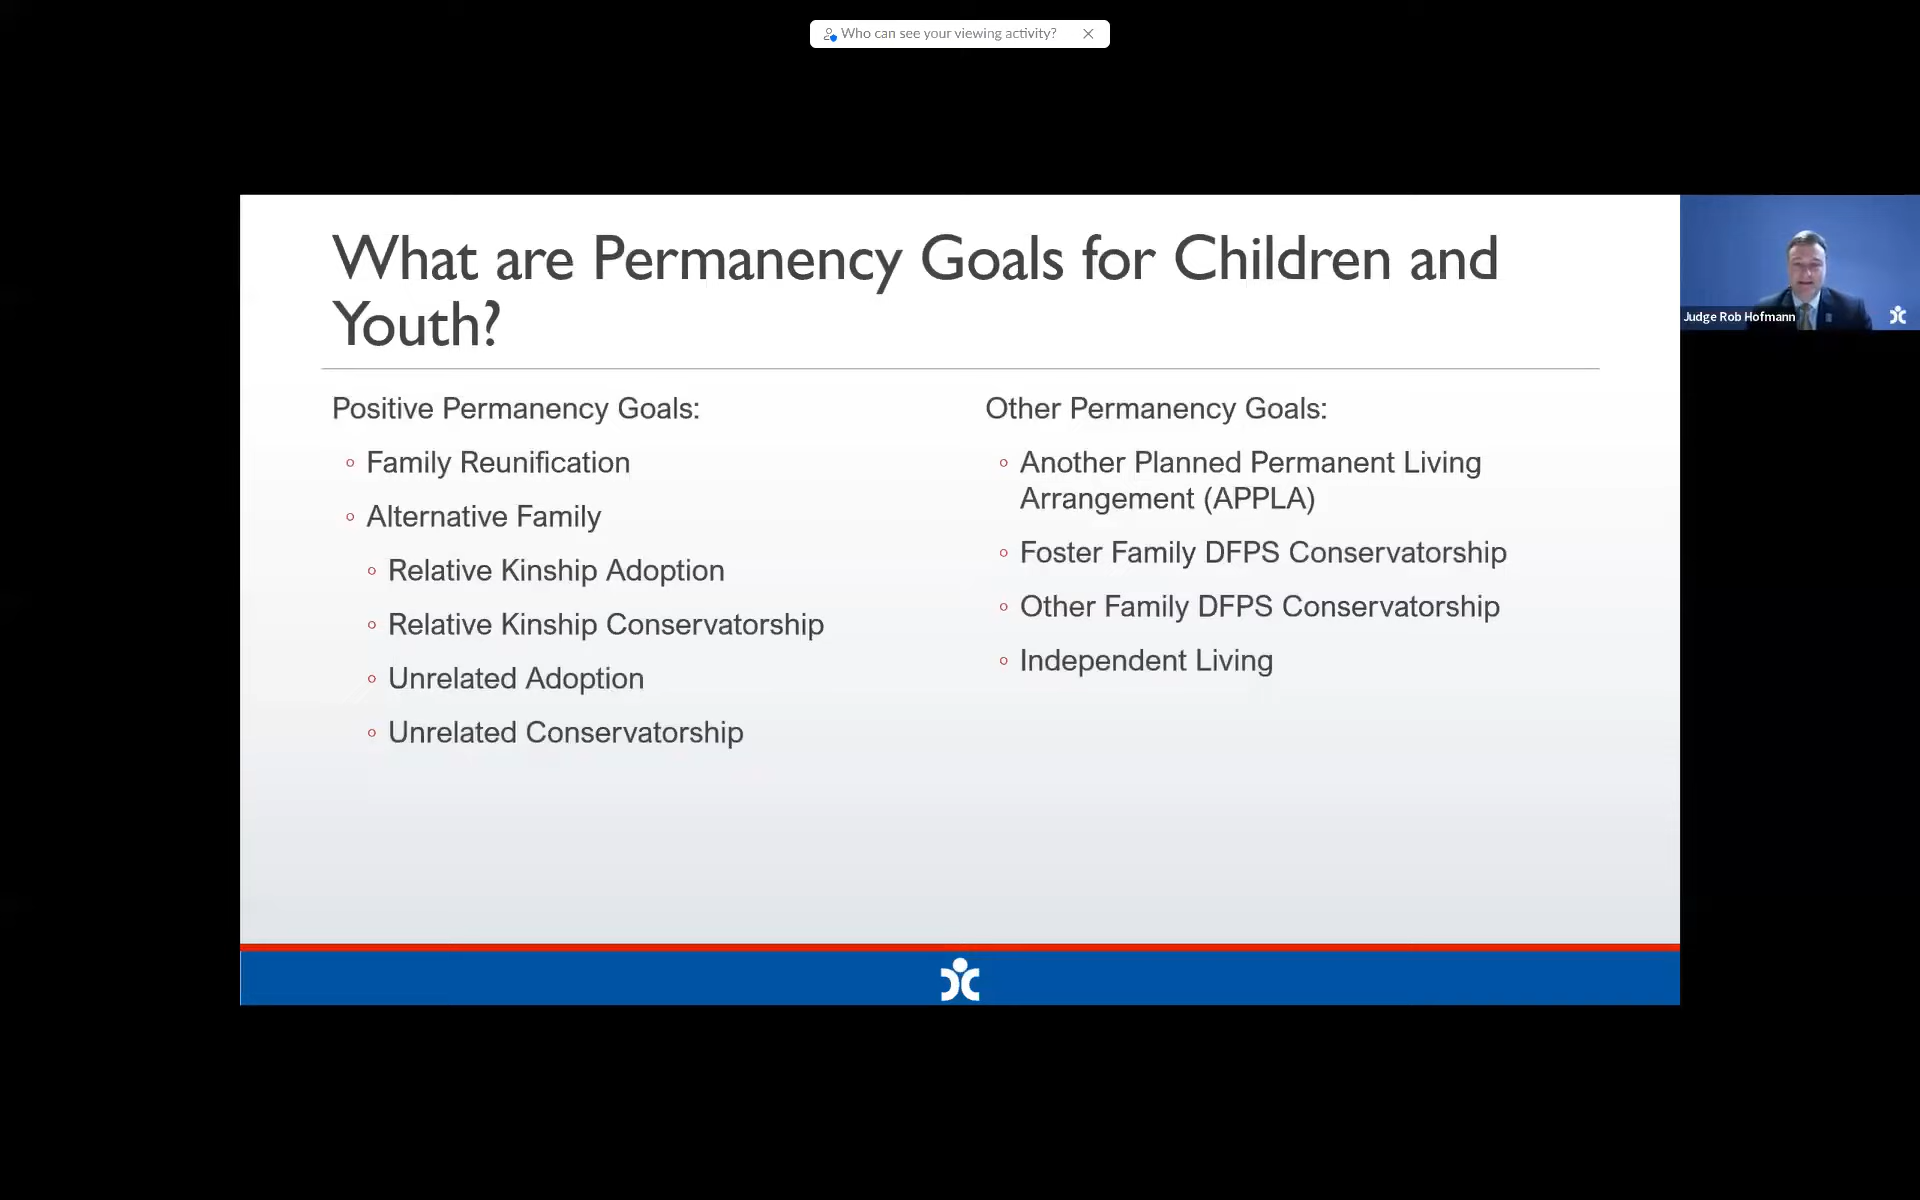 Who can see your viewing activity?
What are Permanency Goals for Children and
Youth?
Judge Rob Hofmann
Positive Permanency Goals:
Family Reunification
Alternative Family
Relative Kinship Adoption
Relative Kinship Conservatorship
Unrelated Adoption
Unrelated Conservatorship
Other Permanency Goals:
Another Planned Permanent Living
Arrangement (APPLA)
Foster Family DFPS Conservatorship
Other Family DFPS Conservatorship
Independent Living